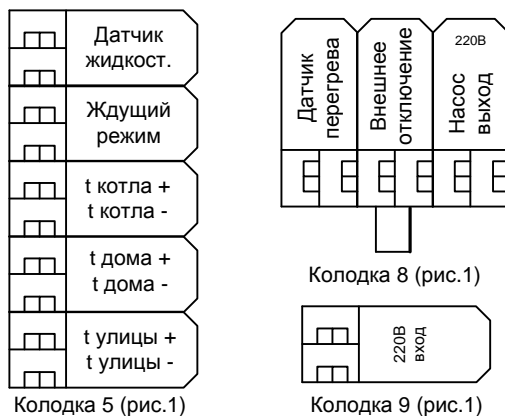 Датчик
жидкост.
Ждущий
режим
t котла +
t котла -
t дома +
t дома -
t улицы +
t улицы -
Колодка 5 (рис.1)
Датчик
перегрева
Внешнее
отключение
220В
Насос
выход
Колодка 8 (рис.1)
220В
вход
Колодка 9 (рис.1)